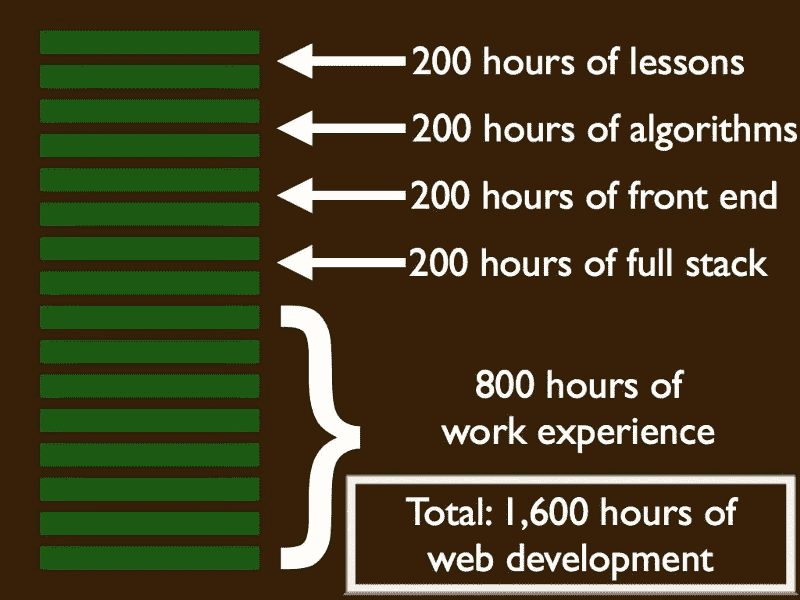 200 hours of lessons
200 hours of algorithms
200 hours of front end
200 hours of full stack
800 hours of
work experience
Total: 1,600 hours of
web development